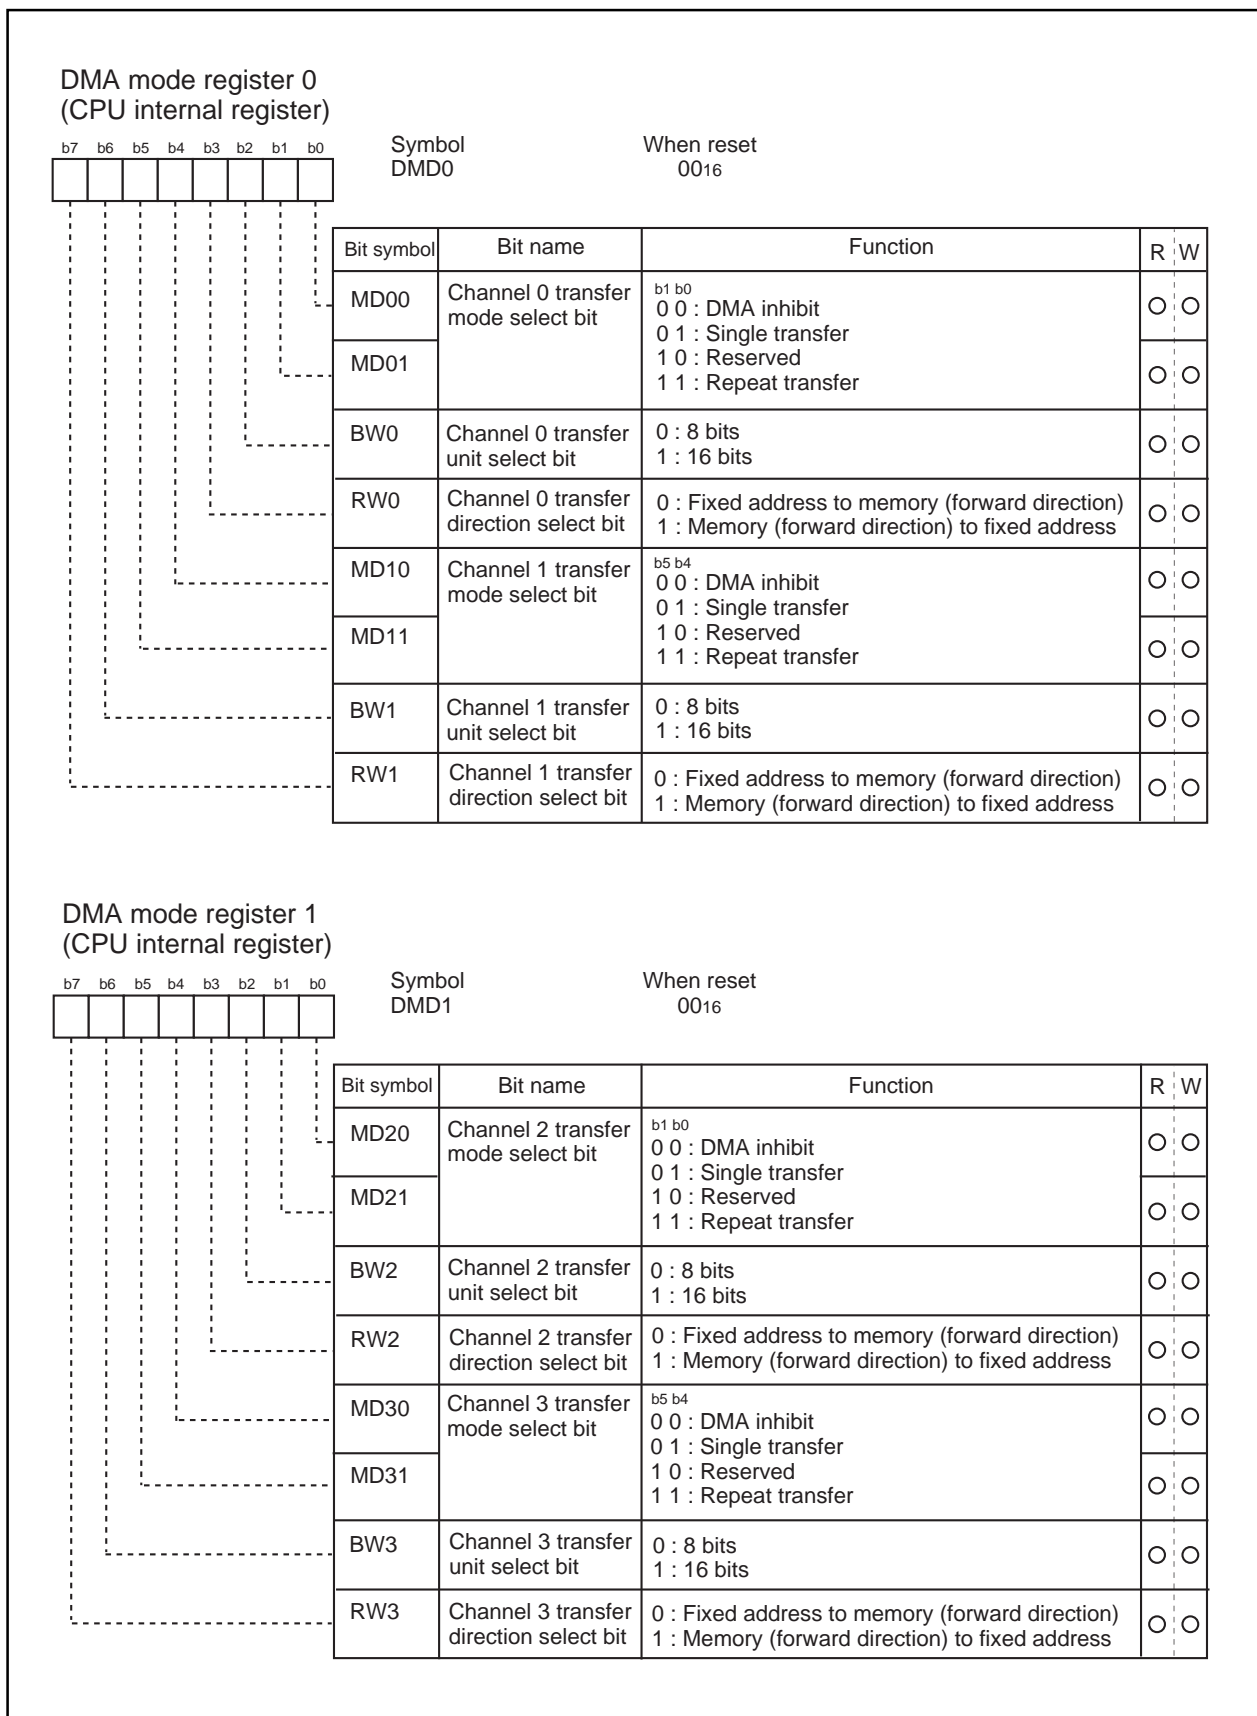 DMA mode register 0
(CPU internal register)
b7 b6 b5 b4 b3 b2 b1 b0
Symbol When reset
DMD0 0016
Bit symbol Bit name Function R W
MD00 Channel 0 transfer mode select bit
b1 b0
0 0 : DMA inhibit
0 1 : Single transfer
1 0 : Reserved
1 1 : Repeat transfer
MD01
BW0 Channel 0 transfer unit select bit
0 : 8 bits
1 : 16 bits
RW0 Channel 0 transfer direction select bit
0 : Fixed address to memory (forward direction)
1 : Memory (forward direction) to fixed address
MD10 Channel 1 transfer mode select bit
b5 b4
0 0 : DMA inhibit
0 1 : Single transfer
1 0 : Reserved
1 1 : Repeat transfer
MD11
BW1 Channel 1 transfer unit select bit
0 : 8 bits
1 : 16 bits
RW1 Channel 1 transfer direction select bit
0 : Fixed address to memory (forward direction)
1 : Memory (forward direction) to fixed address
DMA mode register 1
(CPU internal register)
b7 b6 b5 b4 b3 b2 b1 b0
Symbol When reset
DMD1 0016
Bit symbol Bit name Function R W
MD20 Channel 2 transfer mode select bit
b1 b0
0 0 : DMA inhibit
0 1 : Single transfer
1 0 : Reserved
1 1 : Repeat transfer
MD21
BW2 Channel 2 transfer unit select bit
0 : 8 bits
1 : 16 bits
RW2 Channel 2 transfer direction select bit
0 : Fixed address to memory (forward direction)
1 : Memory (forward direction) to fixed address
MD30 Channel 3 transfer mode select bit
b5 b4
0 0 : DMA inhibit
0 1 : Single transfer
1 0 : Reserved
1 1 : Repeat transfer
MD31
BW3 Channel 3 transfer unit select bit
0 : 8 bits
1 : 16 bits
RW3 Channel 3 transfer direction select bit
0 : Fixed address to memory (forward direction)
1 : Memory (forward direction) to fixed address